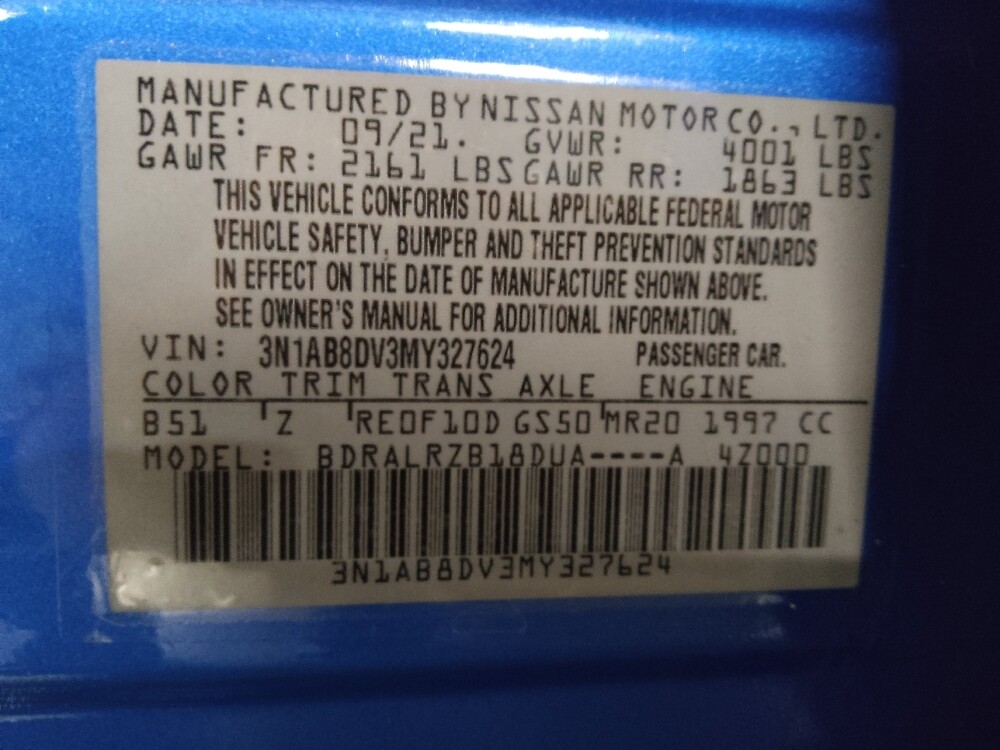 MANUFACTURED BY NISSAN MOTOR CO., LTD.
DATE: 09/21. GVWR: 4001 LBS
GAWR FR: 2161 LBS GAWR RR: 1863 LBS
THIS VEHICLE CONFORMS TO ALL APPLICABLE FEDERAL MOTOR
VEHICLE SAFETY, BUMPER AND THEFT PREVENTION STANDARDS
IN EFFECT ON THE DATE OF MANUFACTURE SHOWN ABOVE.
SEE OWNER'S MANUAL FOR ADDITIONAL INFORMATION.
VIN: 3N1AB8DV3MY327624 PASSENGER CAR.
COLOR TRIM TRANS AXLE ENGINE
B51 Z RE0F10D GS50 MR20 1997 CC
MODEL: BDRALRZB18DUA----A 4Z000
3N1AB8DV3MY327624